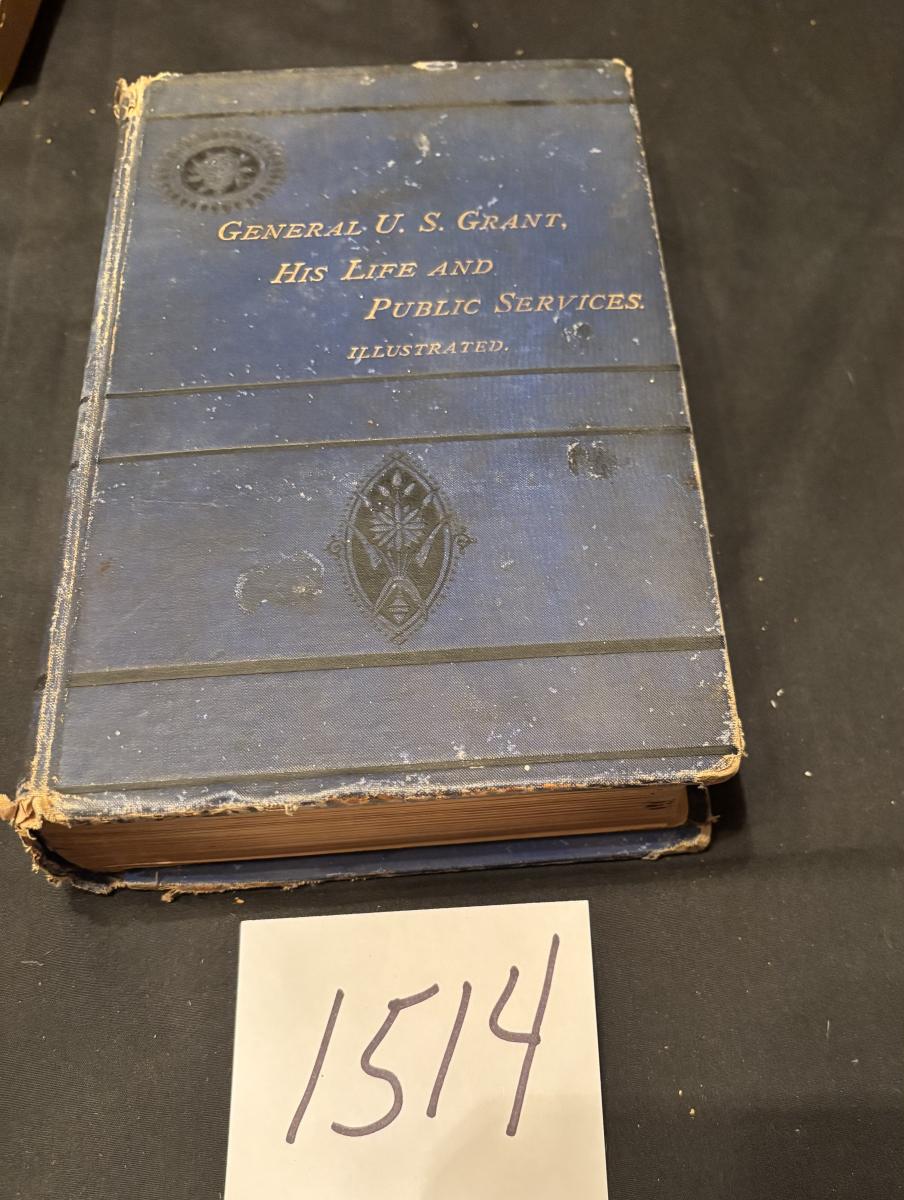 GENERAL U. S. GRANT,
HIS LIFE AND
PUBLIC SERVICES.
ILLUSTRATED.
1514